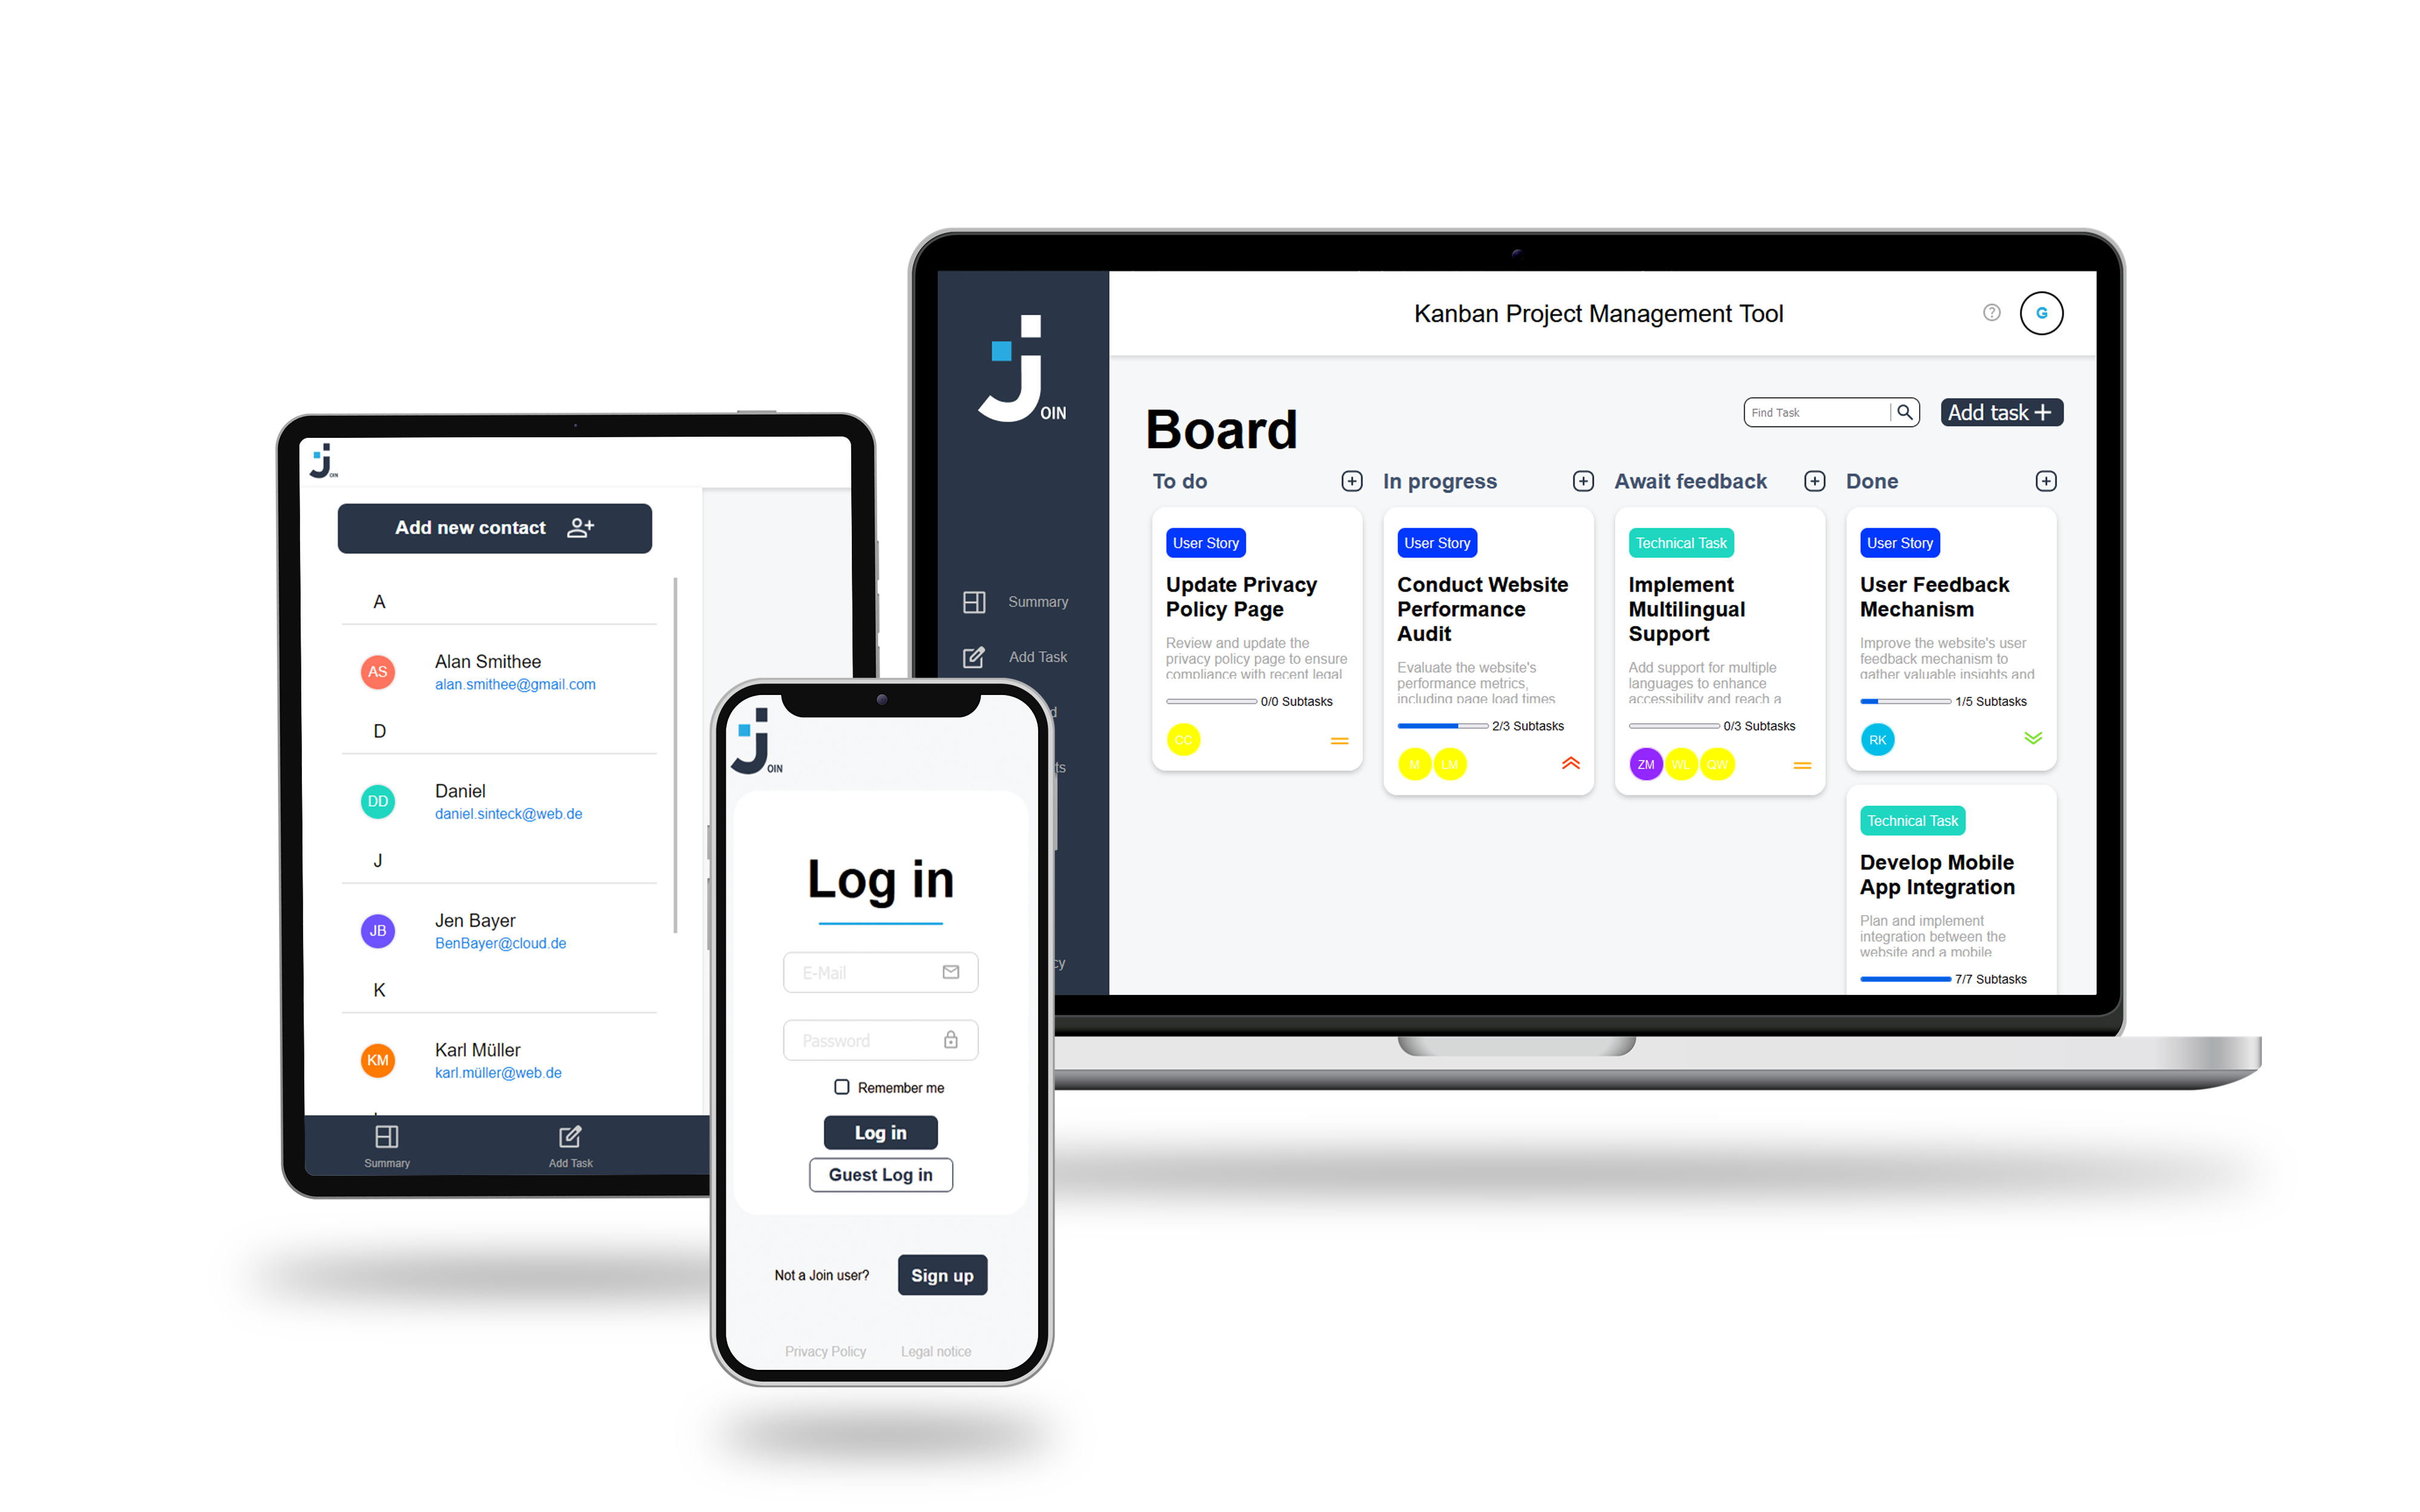 OIN
Add new contact
A
AS
Alan Smithee
alan.smithee@gmail.com
D
DD
Daniel
daniel.sinteck@web.de
J
JB
Jen Bayer
BenBayer@cloud.de
K
KM
Karl Müller
karl.müller@web.de
Summary
Add Task
OIN
Log in
E-Mail
Password
Remember me
Log in
Guest Log in
Not a Join user?
Sign up
Privacy Policy
Legal notice
OIN
Summary
Add Task
Kanban Project Management Tool
G
Board
Find Task
Add task
To do
User Story
Update Privacy
Policy Page
Review and update the
privacy policy page to ensure
compliance with recent legal
0/0 Subtasks
CC
In progress
User Story
Conduct Website
Performance
Audit
Evaluate the website's
performance metrics,
including page load times
2/3 Subtasks
M LM
Await feedback
Technical Task
Implement
Multilingual
Support
Add support for multiple
languages to enhance
accessibility and reach a
0/3 Subtasks
ZM WL QW
Done
User Story
User Feedback
Mechanism
Improve the website's user
feedback mechanism to
gather valuable insights and
1/5 Subtasks
RK
Technical Task
Develop Mobile
App Integration
Plan and implement
integration between the
website and a mobile
7/7 Subtasks